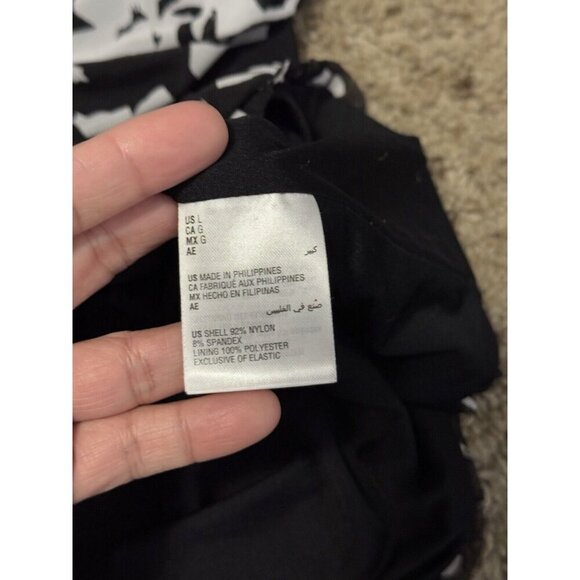 US L
CA G
MX G
AE
كبير
US MADE IN PHILIPPINES
CA FABRIQUÉ AUX PHILIPPINES
MX HECHO EN FILIPINAS
AE
صنع في الفلبين
US SHELL 92% NYLON
8% SPANDEX
LINING 100% POLYESTER
EXCLUSIVE OF ELASTIC